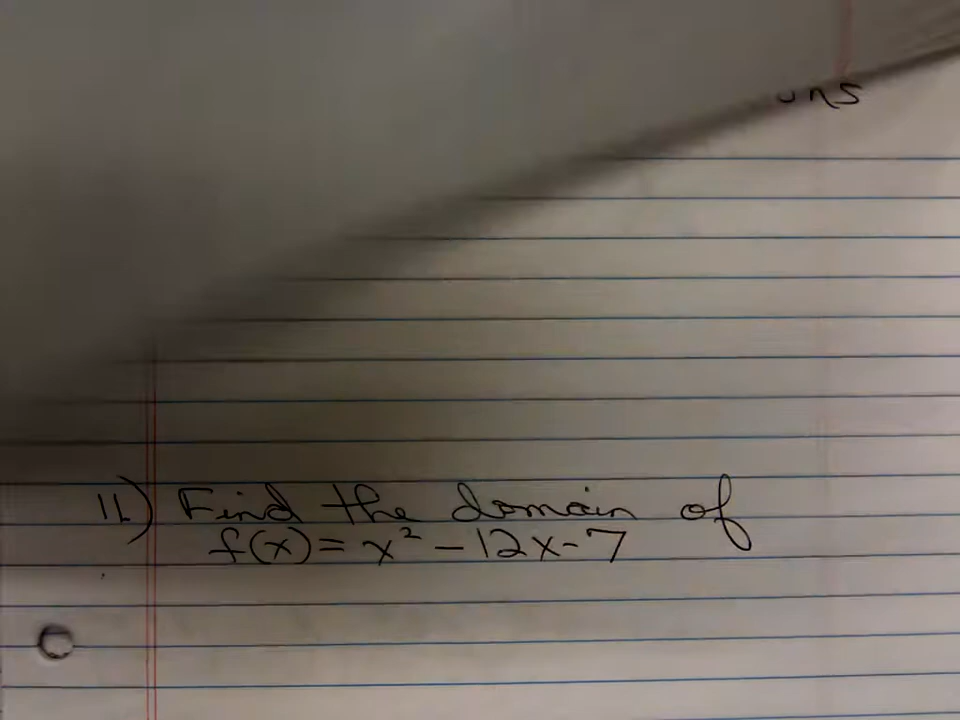 11) Find the domain of
f(x) = x² - 12x - 7